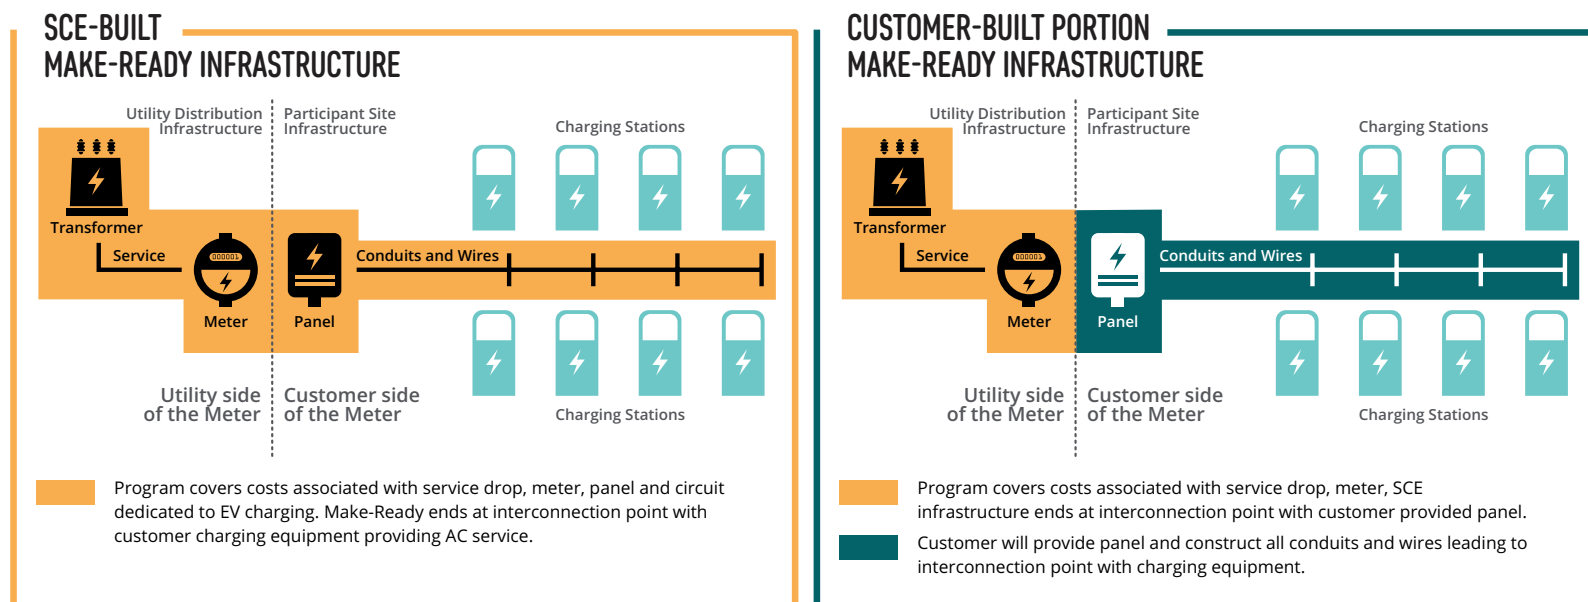 SCE-BUILT
MAKE-READY INFRASTRUCTURE
Utility Distribution
Infrastructure
Participant Site
Infrastructure
Charging Stations
Transformer
Service
000001
Meter
Panel
Conduits and Wires
Utility side
of the Meter
Customer side
of the Meter
Charging Stations
Program covers costs associated with service drop, meter, panel and circuit
dedicated to EV charging. Make-Ready ends at interconnection point with
customer charging equipment providing AC service.
CUSTOMER-BUILT PORTION
MAKE-READY INFRASTRUCTURE
Utility Distribution
Infrastructure
Participant Site
Infrastructure
Charging Stations
Transformer
Service
000001
Meter
Panel
Conduits and Wires
Utility side
of the Meter
Customer side
of the Meter
Charging Stations
Program covers costs associated with service drop, meter, SCE
infrastructure ends at interconnection point with customer provided panel.
Customer will provide panel and construct all conduits and wires leading to
interconnection point with charging equipment.